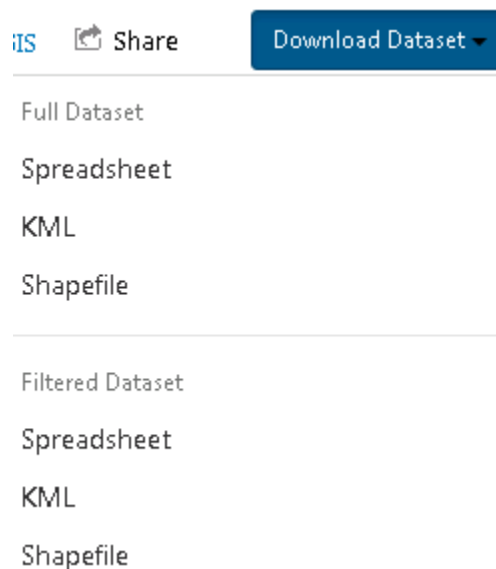 Share Download Dataset
Full Dataset
Spreadsheet
KML
Shapefile
Filtered Dataset
Spreadsheet
KML
Shapefile